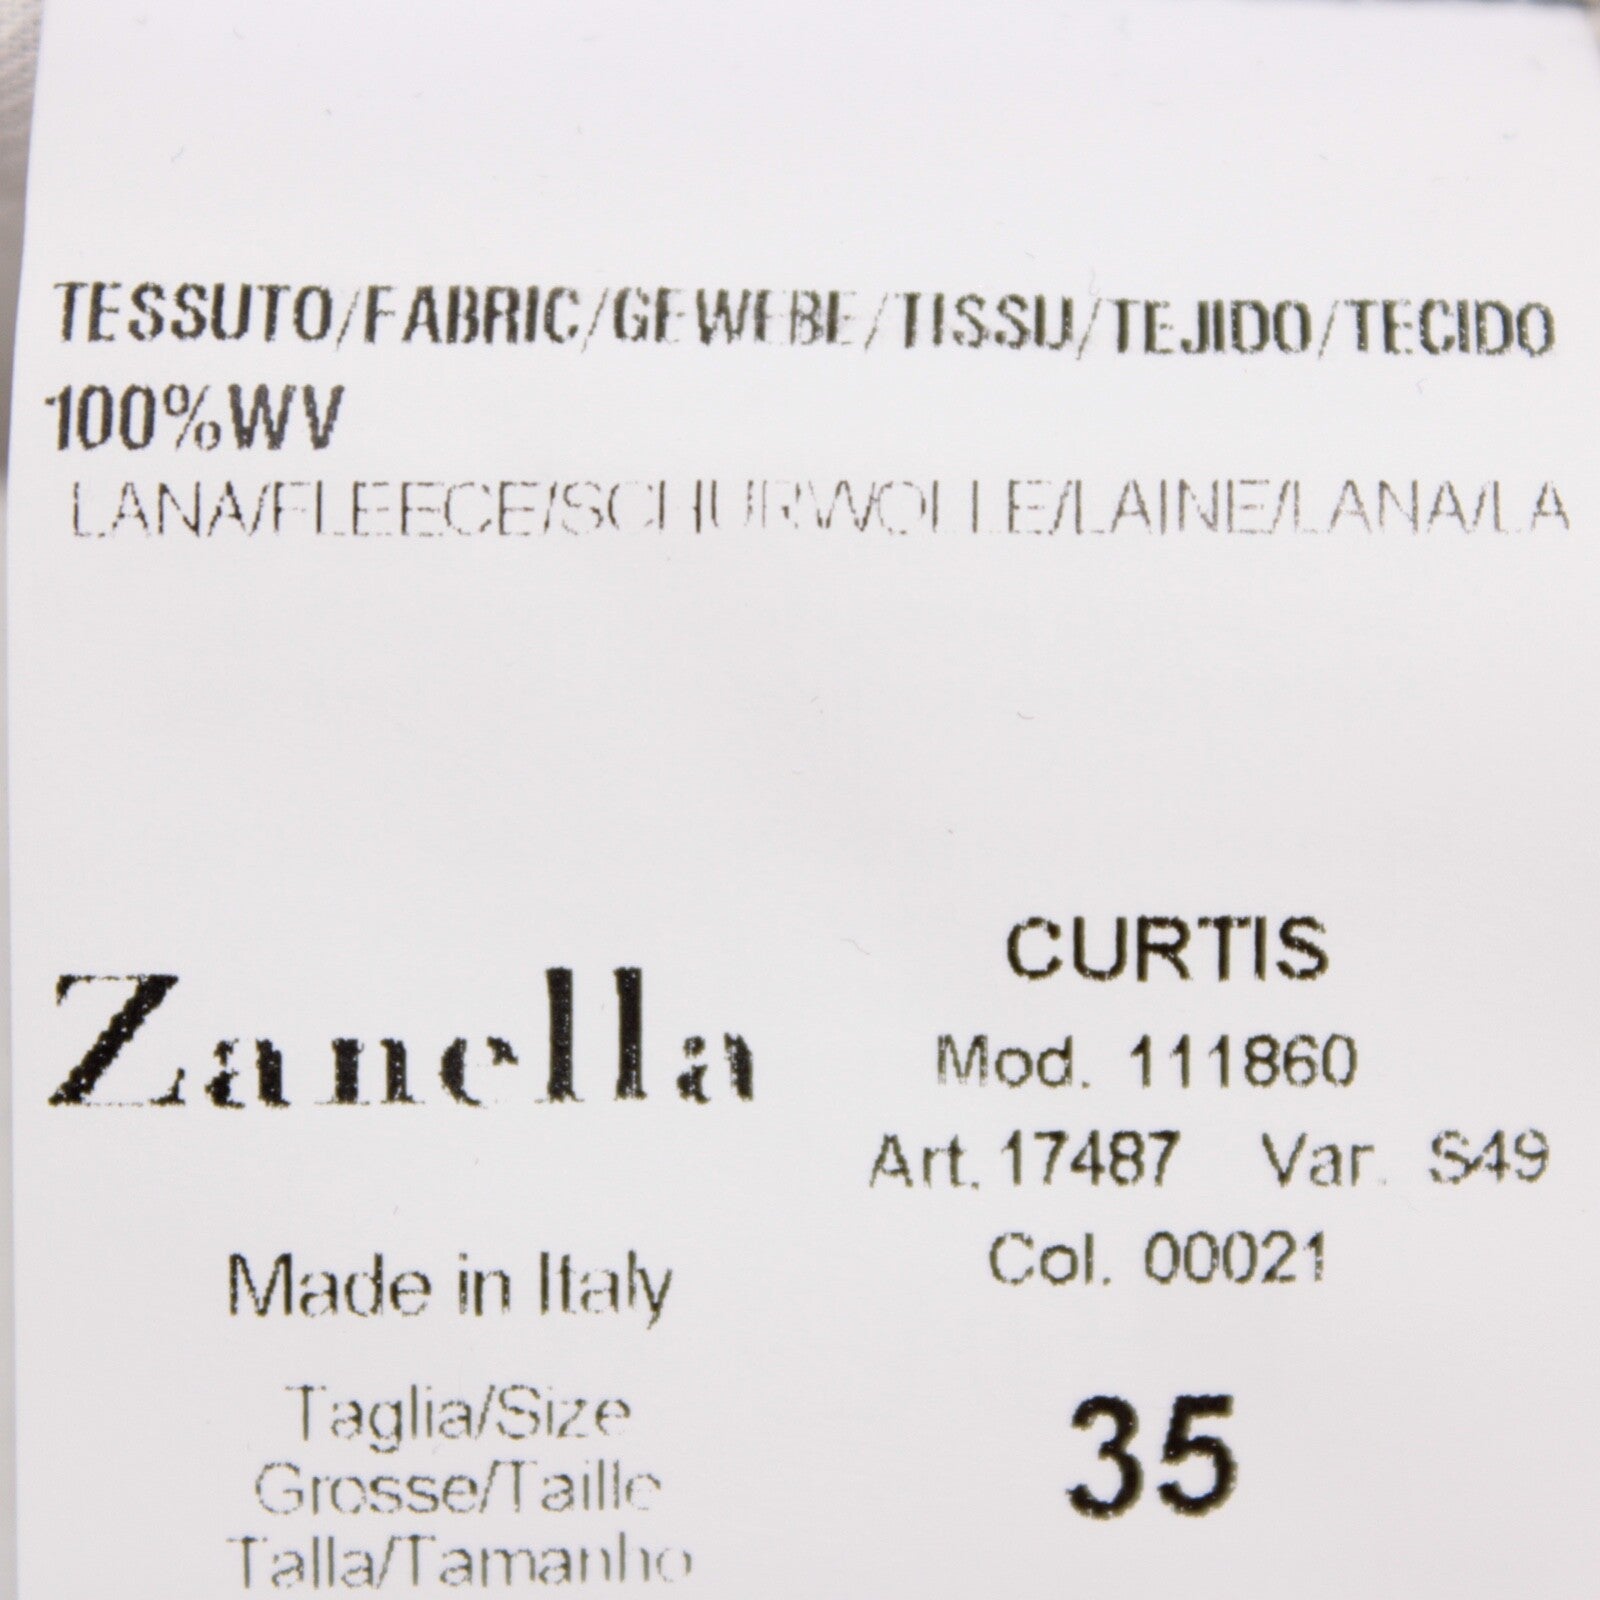 TESSUTO/FABRIC/GEWEBE/TISSU/TEJIDO/TECIDO
100%WV
LANA/FLEECE/SCHURWOLLE/LAINE/LANA/LA
Zanella
Made in Italy
Taglia/Size
Grosse/Taille
Talla/Tamanho
CURTIS
Mod. 111860
Art. 17487 Var. S49
Col. 00021
35